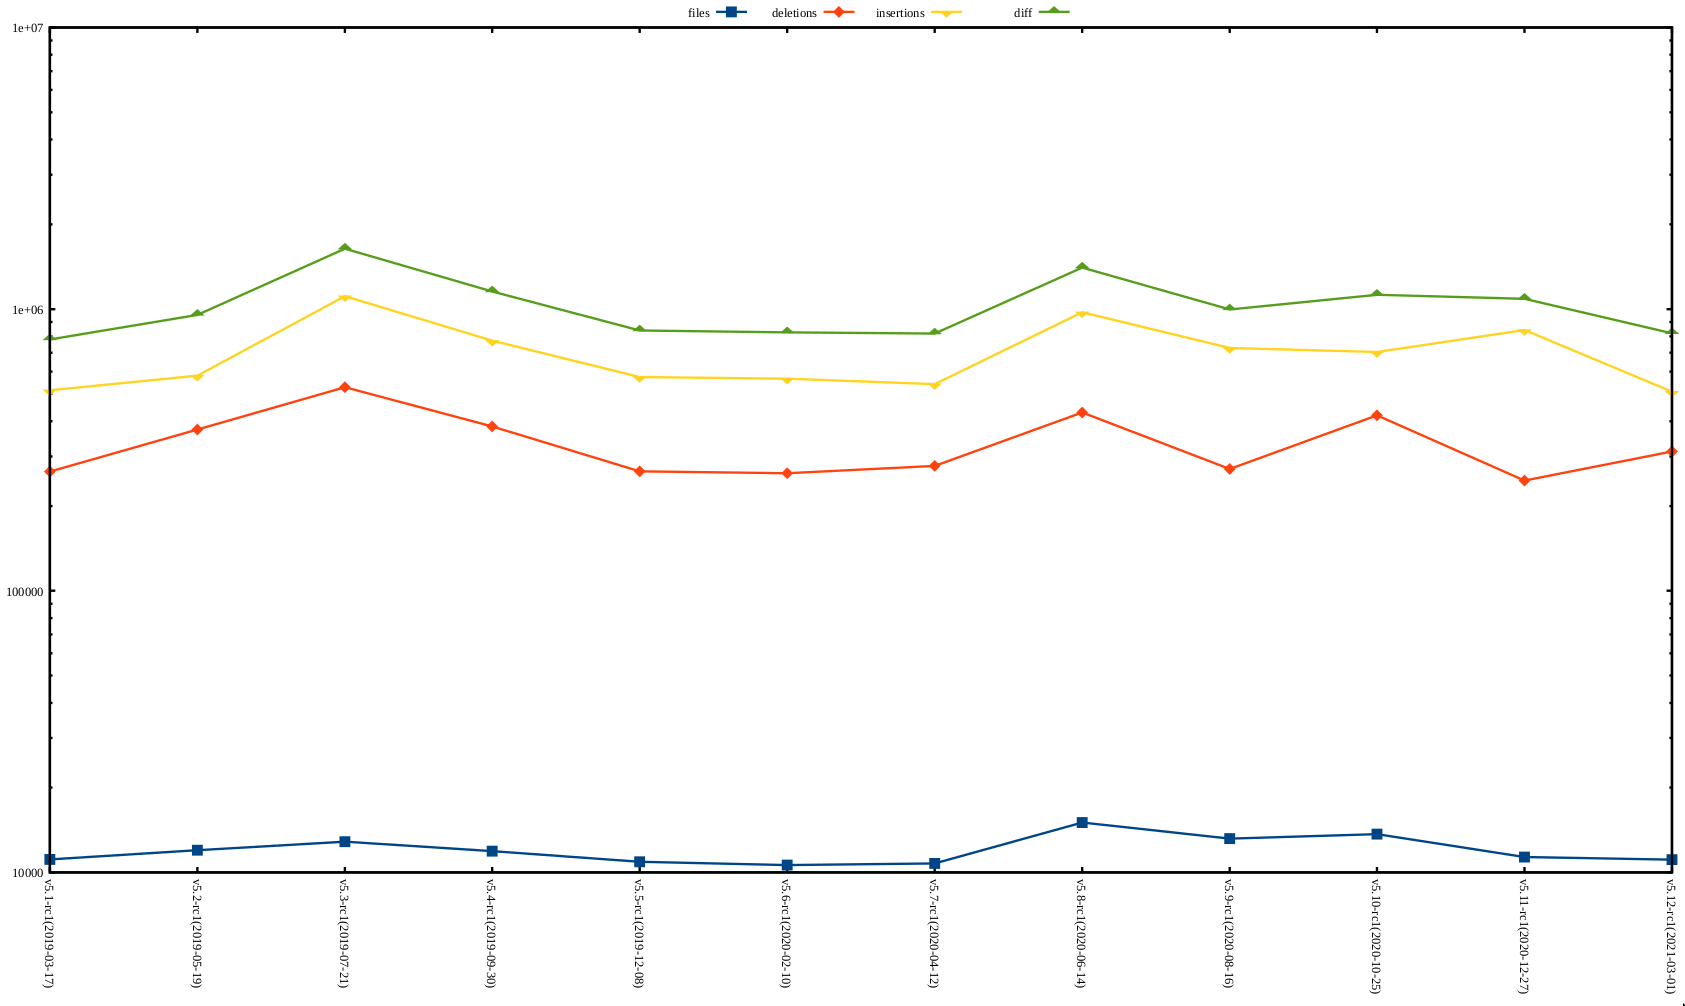 files deletions insertions diff
1e+07
1e+06
100000
10000
v5.1-rc1(2019-03-17)
v5.2-rc1(2019-05-19)
v5.3-rc1(2019-07-21)
v5.4-rc1(2019-09-30)
v5.5-rc1(2019-12-08)
v5.6-rc1(2020-02-10)
v5.7-rc1(2020-04-12)
v5.8-rc1(2020-06-14)
v5.9-rc1(2020-08-16)
v5.10-rc1(2020-10-25)
v5.11-rc1(2020-12-27)
v5.12-rc1(2021-03-01)